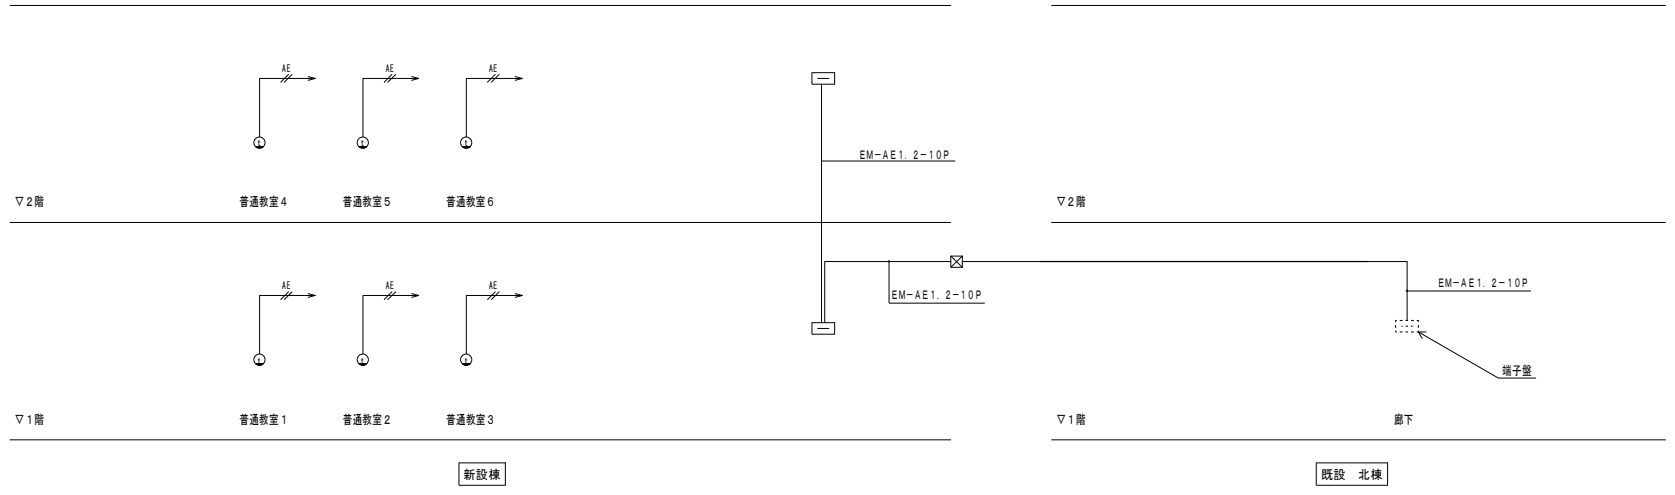 AE AE AE
EM-AE1.2-10P
▽2階 普通教室4 普通教室5 普通教室6 ▽2階
AE AE AE
EM-AE1.2-10P
EM-AE1.2-10P
端子盤
▽1階 普通教室1 普通教室2 普通教室3 ▽1階 廊下
新設棟 既設 北棟